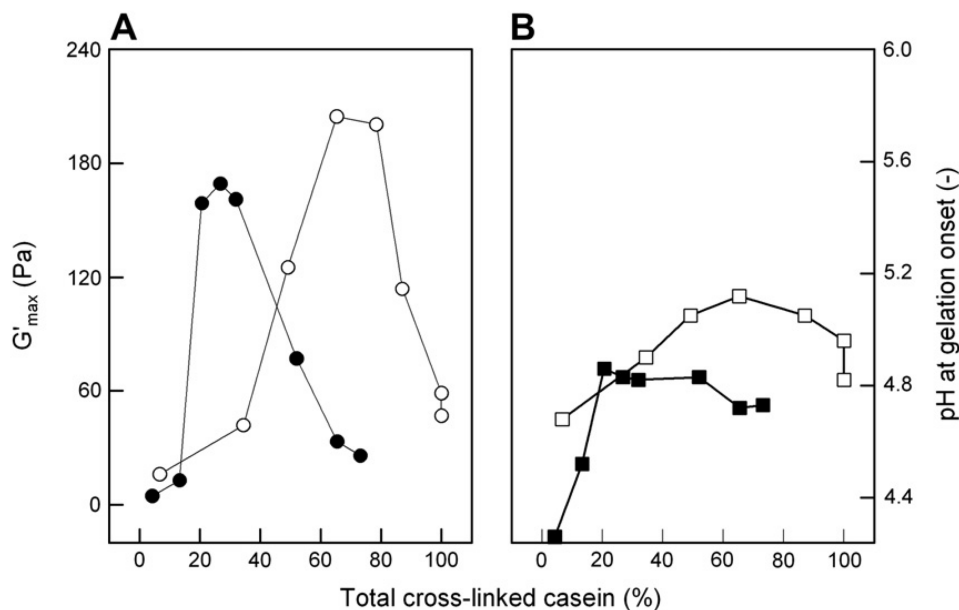 A
B
240
180
120
60
0
G'max (Pa)
0 20 40 60 80 100
0 20 40 60 80 100
6.0
5.6
5.2
4.8
4.4
pH at gelation onset (-)
Total cross-linked casein (%)